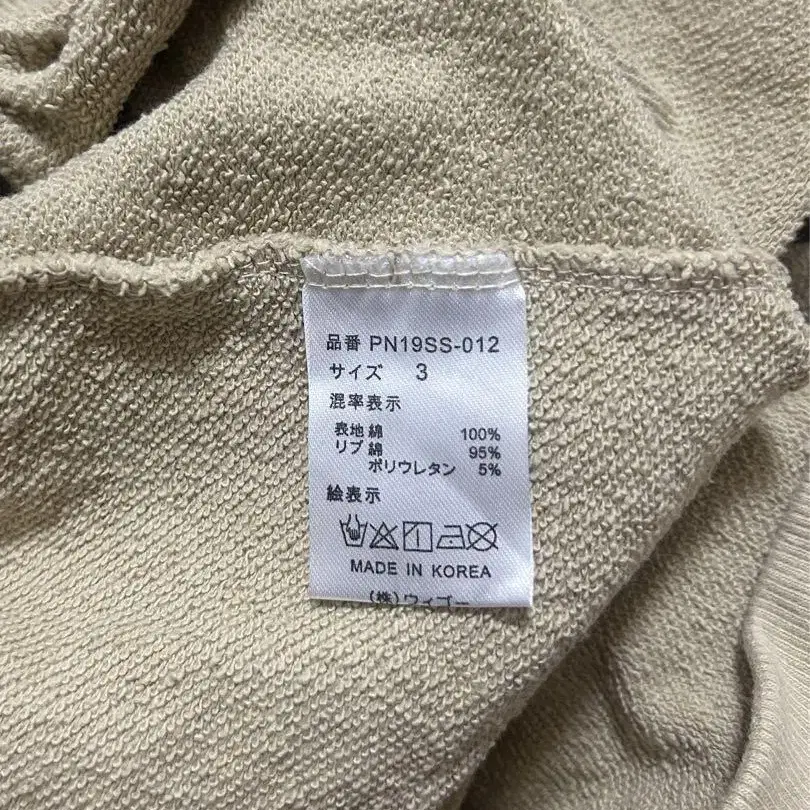 品番 PN19SS-012
サイズ 3
混率表示
表地 綿 100%
リブ 綿 95%
ポリウレタン 5%
絵表示
MADE IN KOREA
(株)ウィゴー